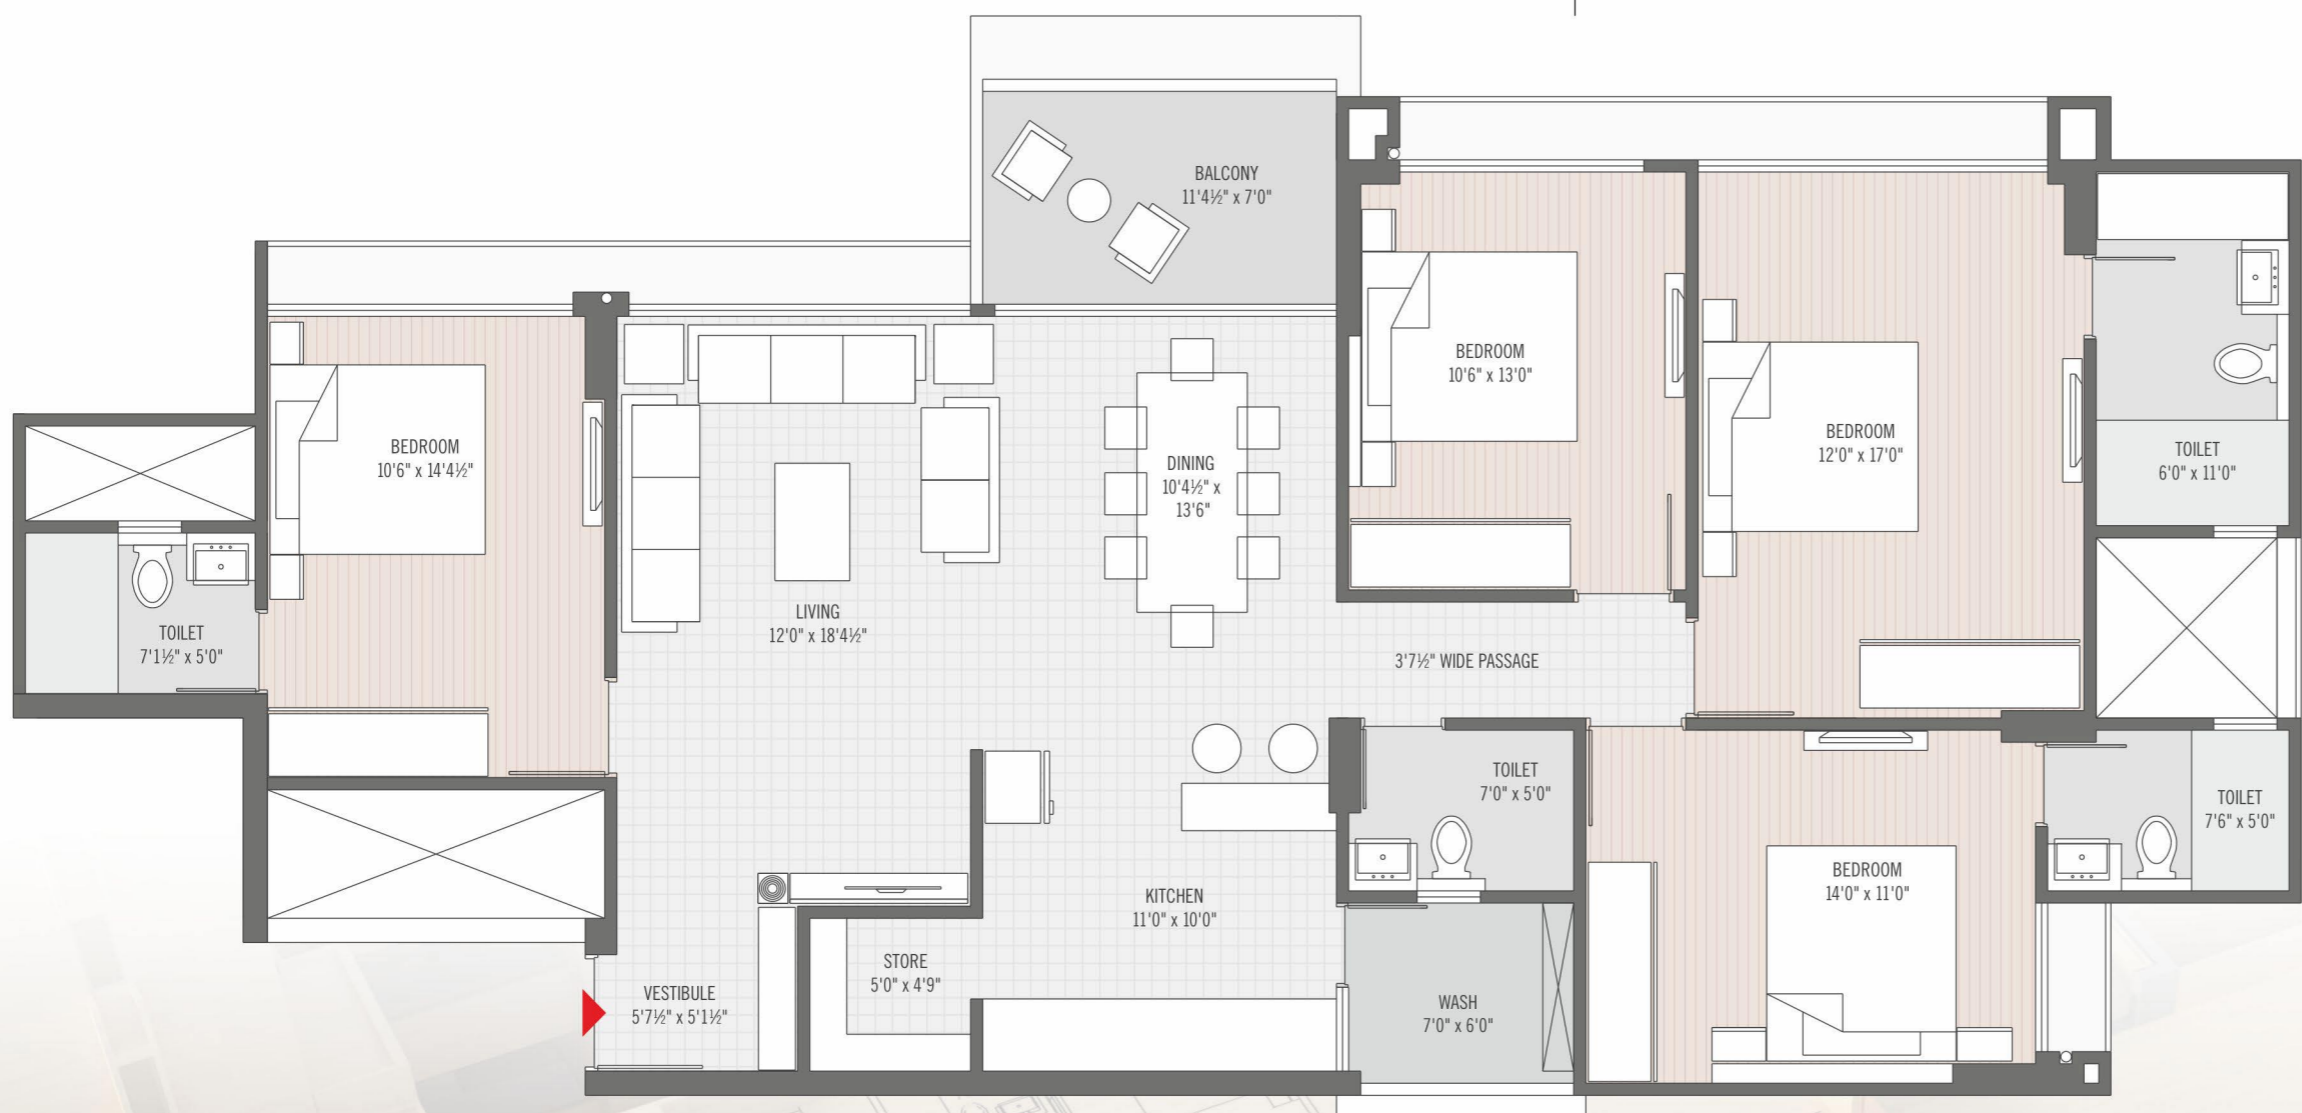 BALCONY
11'4½" x 7'0"
BEDROOM
10'6" x 13'0"
BEDROOM
12'0" x 17'0"
TOILET
6'0" x 11'0"
BEDROOM
10'6" x 14'4½"
DINING
10'4½" x
13'6"
LIVING
12'0" x 18'4½"
TOILET
7'1½" x 5'0"
3'7½" WIDE PASSAGE
TOILET
7'0" x 5'0"
TOILET
7'6" x 5'0"
BEDROOM
14'0" x 11'0"
KITCHEN
11'0" x 10'0"
STORE
5'0" x 4'9"
VESTIBULE
5'7½" x 5'1½"
WASH
7'0" x 6'0"